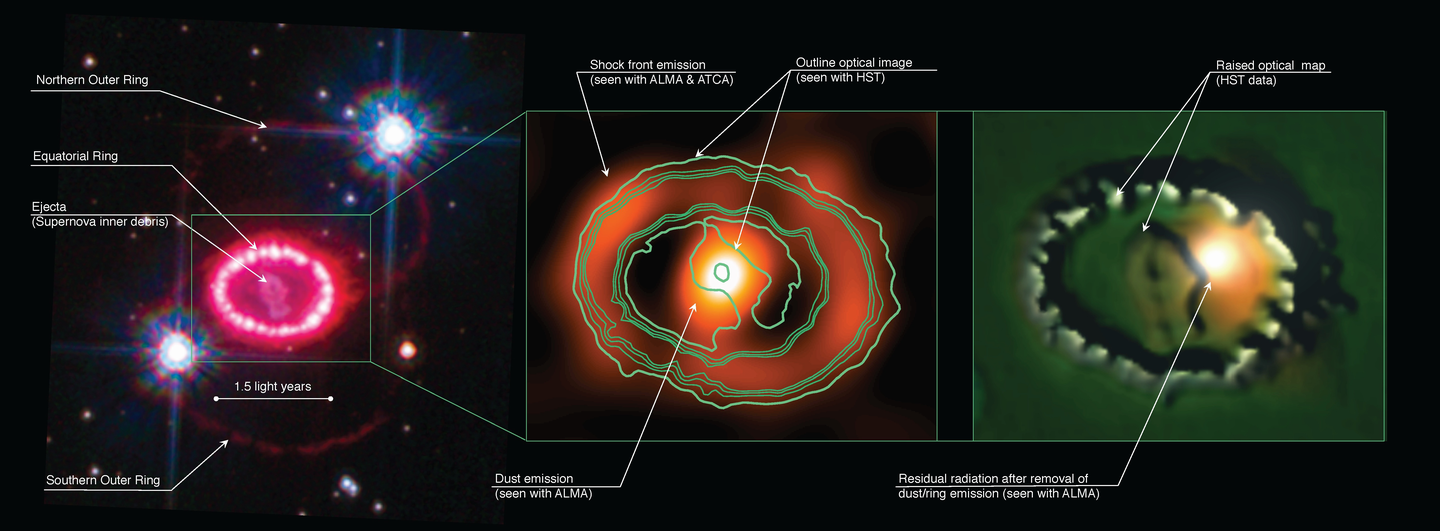 Northern Outer Ring
Equatorial Ring
Ejecta
(Supernova inner debris)
1.5 light years
Southern Outer Ring
Shock front emission
(seen with ALMA & ATCA)
Outline optical image
(seen with HST)
Dust emission
(seen with ALMA)
Raised optical map
(HST data)
Residual radiation after removal of
dust/ring emission (seen with ALMA)